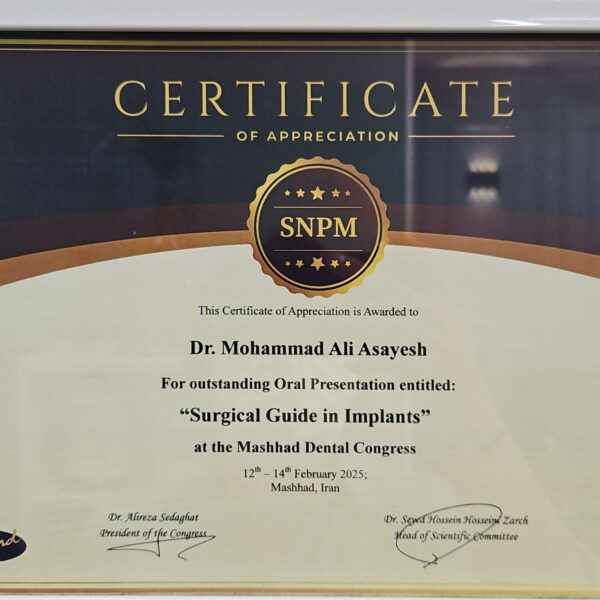 CERTIFICATE
OF APPRECIATION
SNPM
This Certificate of Appreciation is Awarded to
Dr. Mohammad Ali Asayesh
For outstanding Oral Presentation entitled:
“Surgical Guide in Implants”
at the Mashhad Dental Congress
12th – 14th February 2025;
Mashhad, Iran
Dr. Alireza Sedaghat
President of the Congress
Dr. Seyed Hossein Hosseini Zarch
Head of Scientific Committee